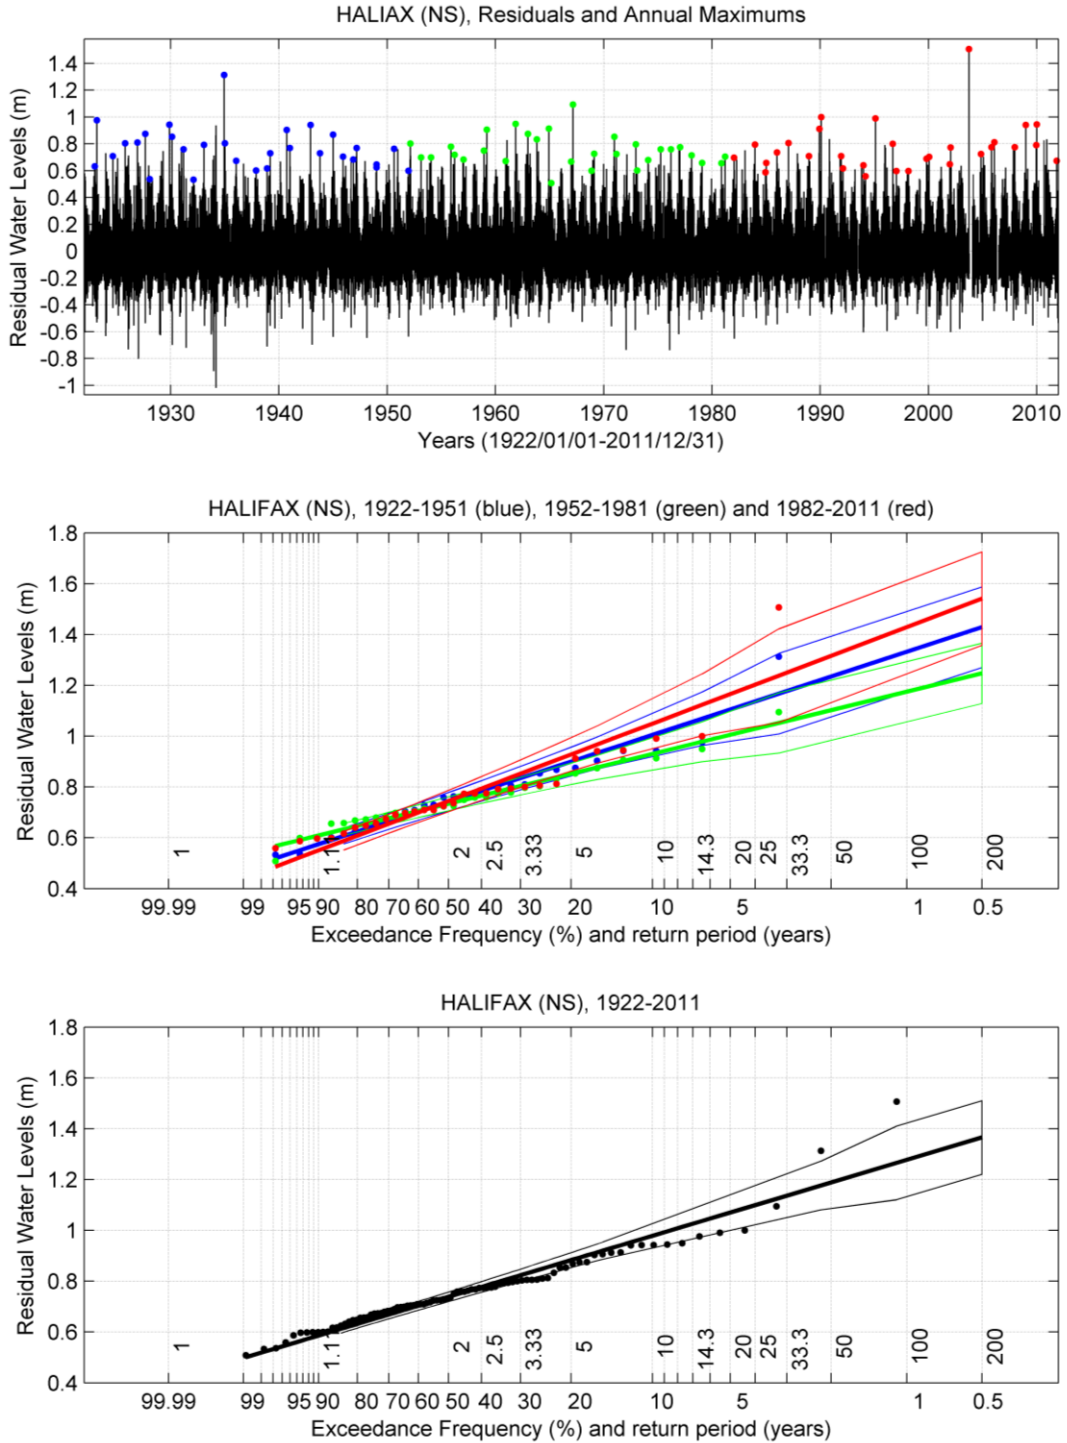 HALIAX (NS), Residuals and Annual Maximums
Residual Water Levels (m)
1.4
1.2
1
0.8
0.6
0.4
0.2
0
-0.2
-0.4
-0.6
-0.8
-1
1930 1940 1950 1960 1970 1980 1990 2000 2010
Years (1922/01/01-2011/12/31)
HALIFAX (NS), 1922-1951 (blue), 1952-1981 (green) and 1982-2011 (red)
Residual Water Levels (m)
1.8
1.6
1.4
1.2
1
0.8
0.6
0.4
1 1.1 2 2.5 3.33 5 10 14.3 20 25 33.3 50 100 200
99.99 99 95 90 80 70 60 50 40 30 20 10 5 1 0.5
Exceedance Frequency (%) and return period (years)
HALIFAX (NS), 1922-2011
Residual Water Levels (m)
1.8
1.6
1.4
1.2
1
0.8
0.6
0.4
1 1.1 2 2.5 3.33 5 10 14.3 20 25 33.3 50 100 200
99.99 99 95 90 80 70 60 50 40 30 20 10 5 1 0.5
Exceedance Frequency (%) and return period (years)